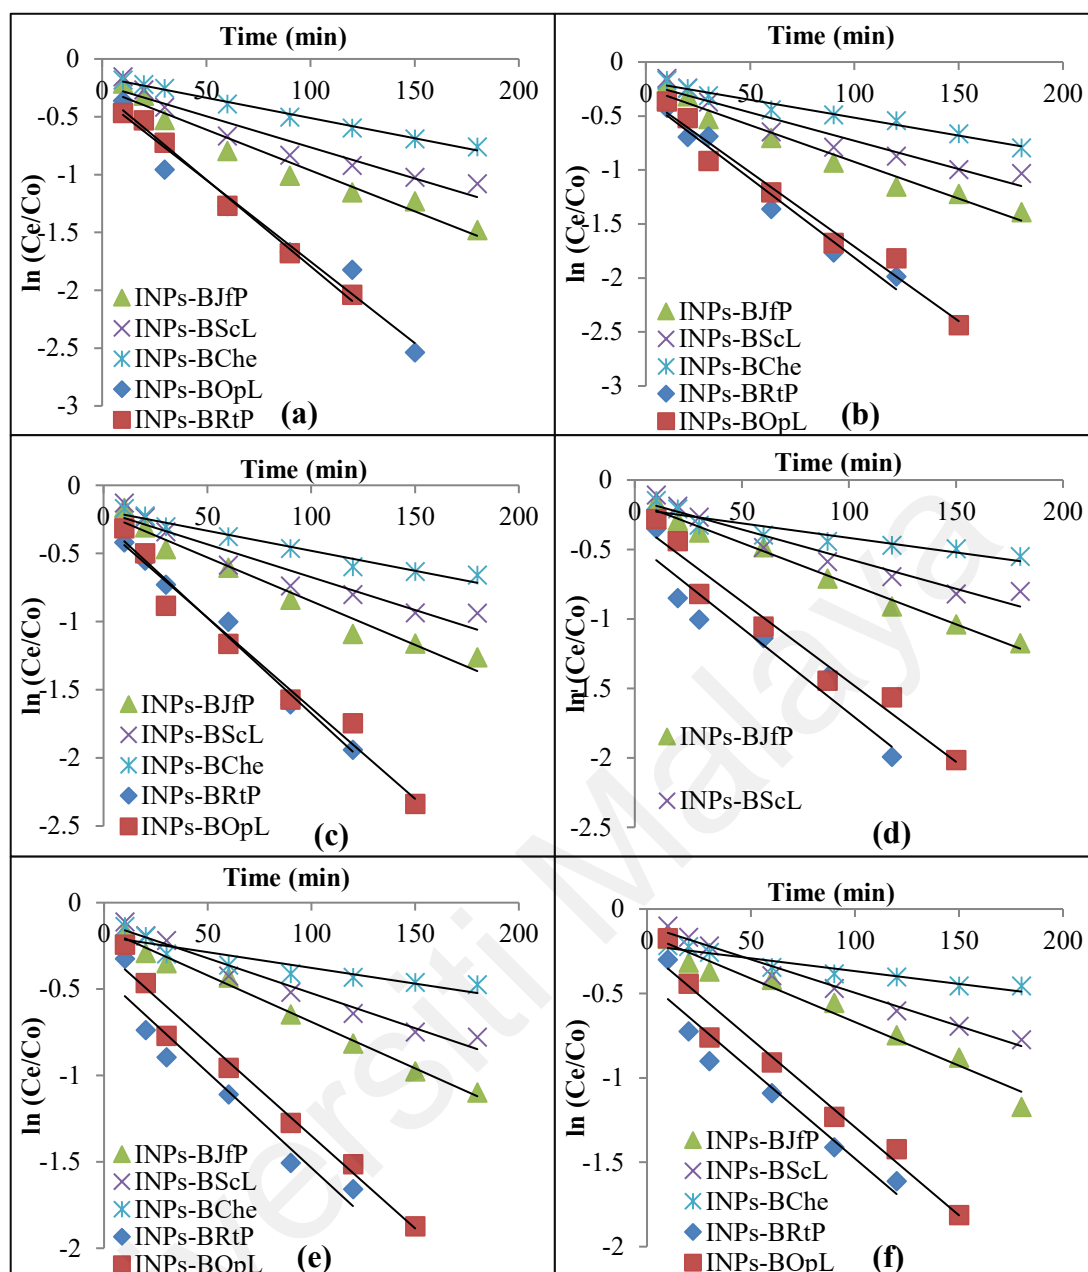 Time (min)
0 50 100 150 200
0
-0.5
-1
-1.5
-2
-2.5
-3
ln (Ce/Co)
INPs-BJfP
INPs-BScL
INPs-BChe
INPs-BOpL
INPs-BRtP
(a)
Time (min)
0 50 100 150 200
0
-0.5
-1
-1.5
-2
-2.5
-3
ln (Ce/Co)
INPs-BJfP
INPs-BScL
INPs-BChe
INPs-BRtP
INPs-BOpL
(b)
Time (min)
0 50 100 150 200
0
-0.5
-1
-1.5
-2
-2.5
ln (Ce/Co)
INPs-BJfP
INPs-BScL
INPs-BChe
INPs-BRtP
INPs-BOpL
(c)
Time (min)
0 50 100 150 200
0
-0.5
-1
-1.5
-2
-2.5
ln (Ce/Co)
INPs-BJfP
INPs-BScL
(d)
Time (min)
0 50 100 150 200
0
-0.5
-1
-1.5
-2
ln (Ce/Co)
INPs-BJfP
INPs-BScL
INPs-BChe
INPs-BRtP
INPs-BOpL
(e)
Time (min)
0 50 100 150 200
0
-0.5
-1
-1.5
-2
ln (Ce/Co)
INPs-BJfP
INPs-BScL
INPs-BChe
INPs-BRtP
INPs-BOpL
(f)
versiti Malaya